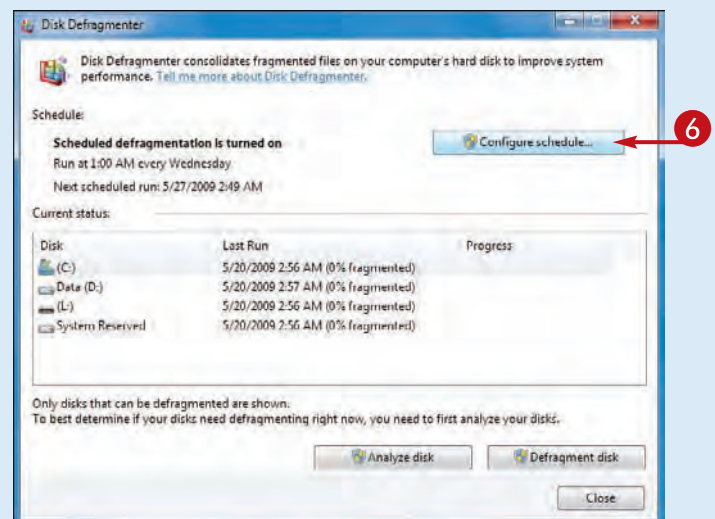 Disk Defragmenter
Disk Defragmenter consolidates fragmented files on your computer's hard disk to improve system
performance. Tell me more about Disk Defragmenter.
Schedule:
Scheduled defragmentation is turned on
Configure schedule...
6
Run at 1:00 AM every Wednesday
Next scheduled run: 5/27/2009 2:49 AM
Current status:
Disk Last Run Progress
(C:) 5/20/2009 2:56 AM (0% fragmented)
Data (D:) 5/20/2009 2:57 AM (0% fragmented)
(L:) 5/20/2009 2:56 AM (0% fragmented)
System Reserved 5/20/2009 2:56 AM (0% fragmented)
Only disks that can be defragmented are shown.
To best determine if your disks need defragmenting right now, you need to first analyze your disks.
Analyze disk Defragment disk
Close